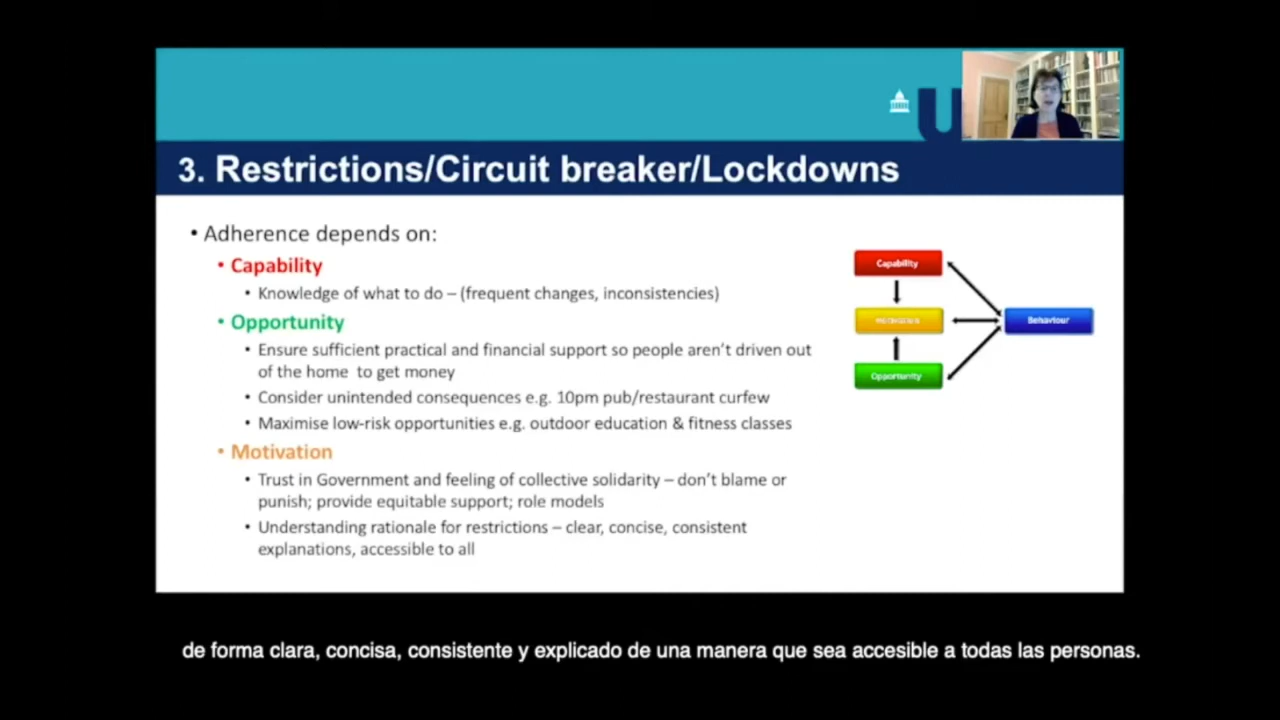 U
3. Restrictions/Circuit breaker/Lockdowns
• Adherence depends on:
• Capability
• Knowledge of what to do – (frequent changes, inconsistencies)
• Opportunity
• Ensure sufficient practical and financial support so people aren't driven out
of the home to get money
• Consider unintended consequences e.g. 10pm pub/restaurant curfew
• Maximise low-risk opportunities e.g. outdoor education & fitness classes
• Motivation
• Trust in Government and feeling of collective solidarity – don't blame or
punish; provide equitable support; role models
• Understanding rationale for restrictions – clear, concise, consistent
explanations, accessible to all
Capability
Behaviour
Opportunity
de forma clara, concisa, consistente y explicado de una manera que sea accesible a todas las personas.